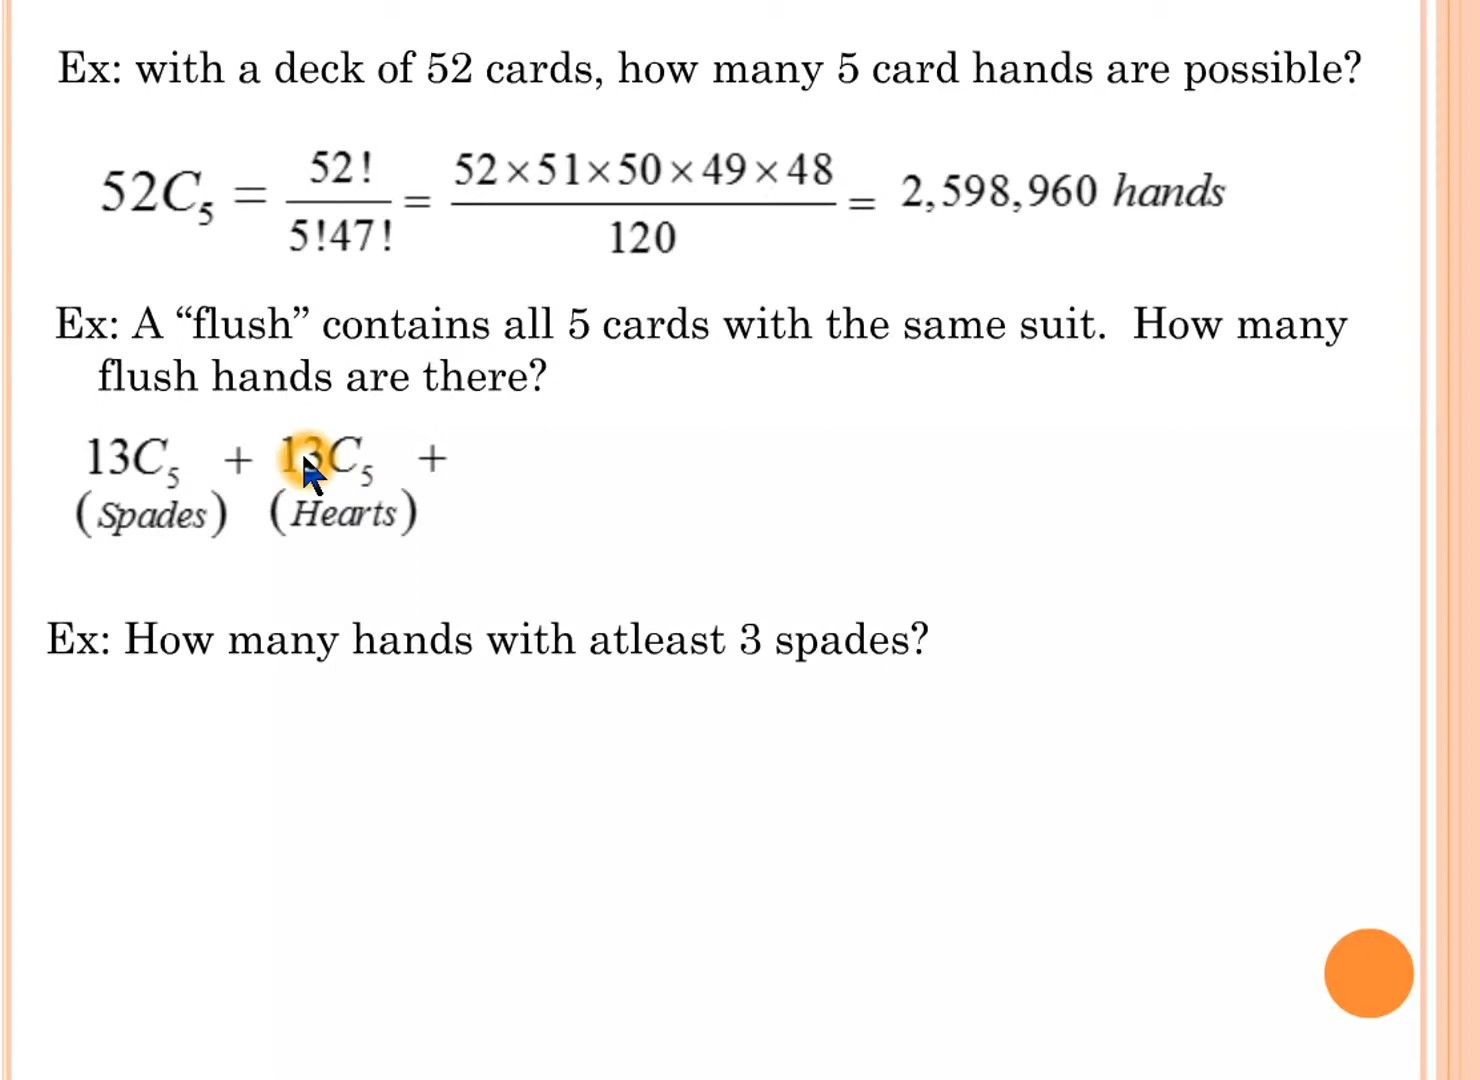 Ex: with a deck of 52 cards, how many 5 card hands are possible?
52C₅ = 52! / 5!47! = 52×51×50×49×48 / 120 = 2,598,960 hands
Ex: A “flush” contains all 5 cards with the same suit. How many
flush hands are there?
13C₅ + 13C₅ +
(Spades) (Hearts)
Ex: How many hands with atleast 3 spades?